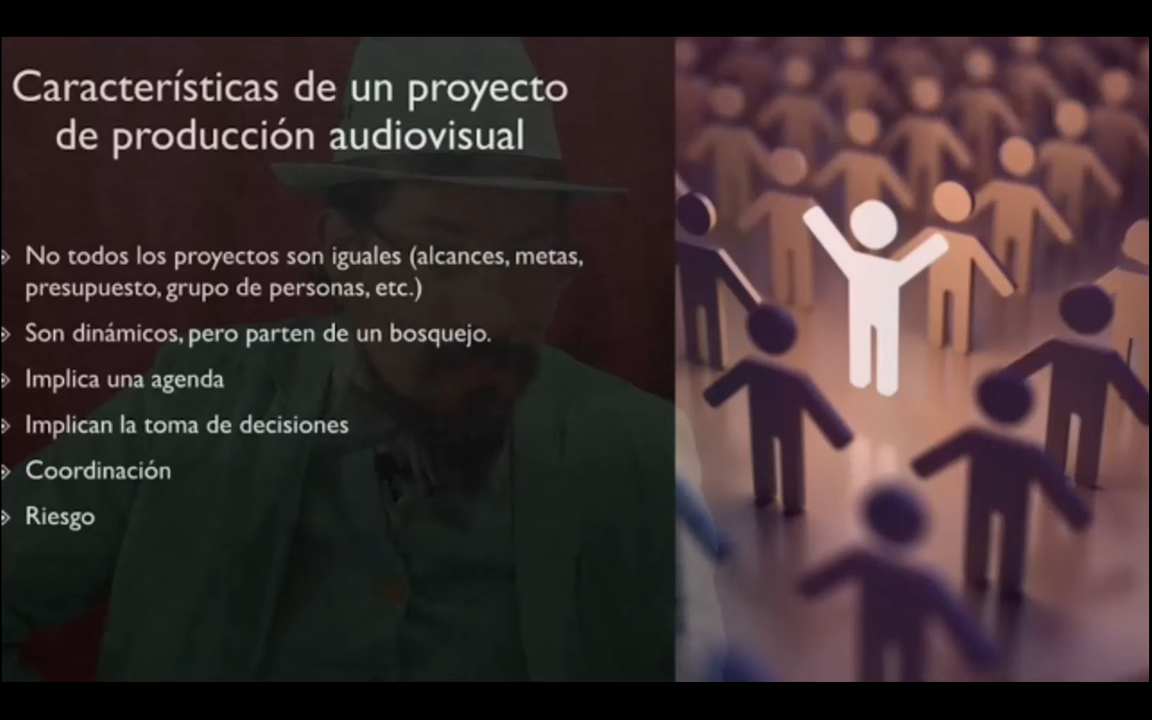 Características de un proyecto
de producción audiovisual
No todos los proyectos son iguales (alcances, metas,
presupuesto, grupo de personas, etc.)
Son dinámicos, pero parten de un bosquejo.
Implica una agenda
Implican la toma de decisiones
Coordinación
Riesgo